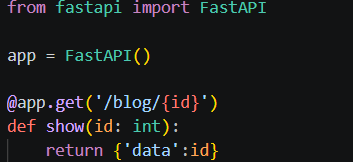 from fastapi import FastAPI
app = FastAPI()
@app.get('/blog/{id}')
def show(id: int):
    return {'data':id}